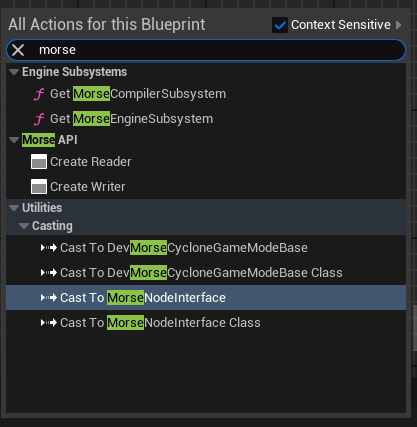 All Actions for this Blueprint Context Sensitive
morse
Engine Subsystems
Get MorseCompilerSubsystem
Get MorseEngineSubsystem
Morse API
Create Reader
Create Writer
Utilities
Casting
Cast To DevMorseCycloneGameModeBase
Cast To DevMorseCycloneGameModeBase Class
Cast To MorseNodeInterface
Cast To MorseNodeInterface Class